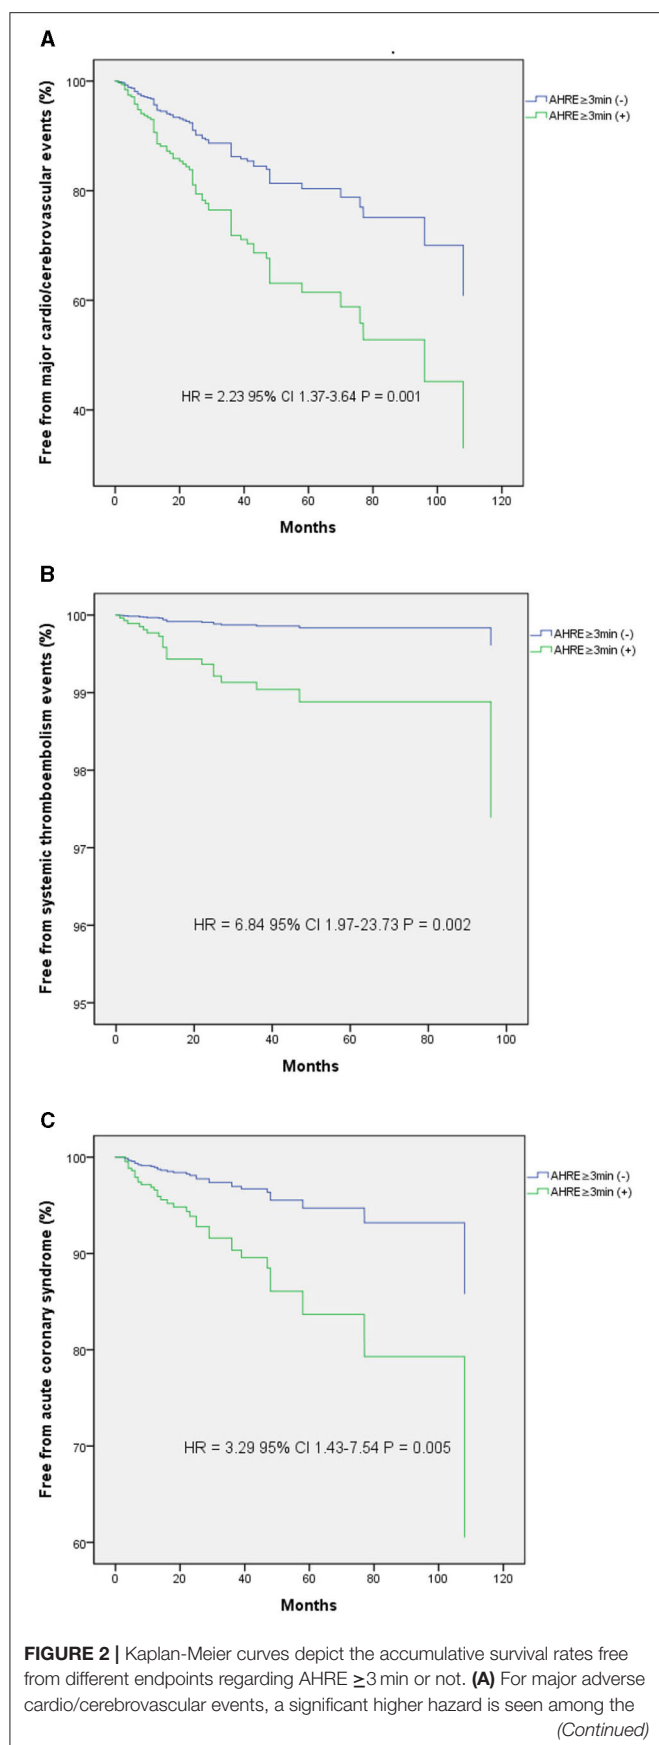 A
Free from major cardio/cerebrovascular events (%)
100
80
60
40
AHRE≥3min (-)
AHRE≥3min (+)
HR = 2.23 95% CI 1.37-3.64 P = 0.001
0 20 40 60 80 100 120
Months
B
Free from systemic thromboembolism events (%)
100
99
98
97
96
95
AHRE≥3min (-)
AHRE≥3min (+)
HR = 6.84 95% CI 1.97-23.73 P = 0.002
0 20 40 60 80 100
Months
C
Free from acute coronary syndrome (%)
100
90
80
70
60
AHRE≥3min (-)
AHRE≥3min (+)
HR = 3.29 95% CI 1.43-7.54 P = 0.005
0 20 40 60 80 100 120
Months
FIGURE 2 | Kaplan-Meier curves depict the accumulative survival rates free
from different endpoints regarding AHRE ≥3 min or not. (A) For major adverse
cardio/cerebrovascular events, a significant higher hazard is seen among the
(Continued)